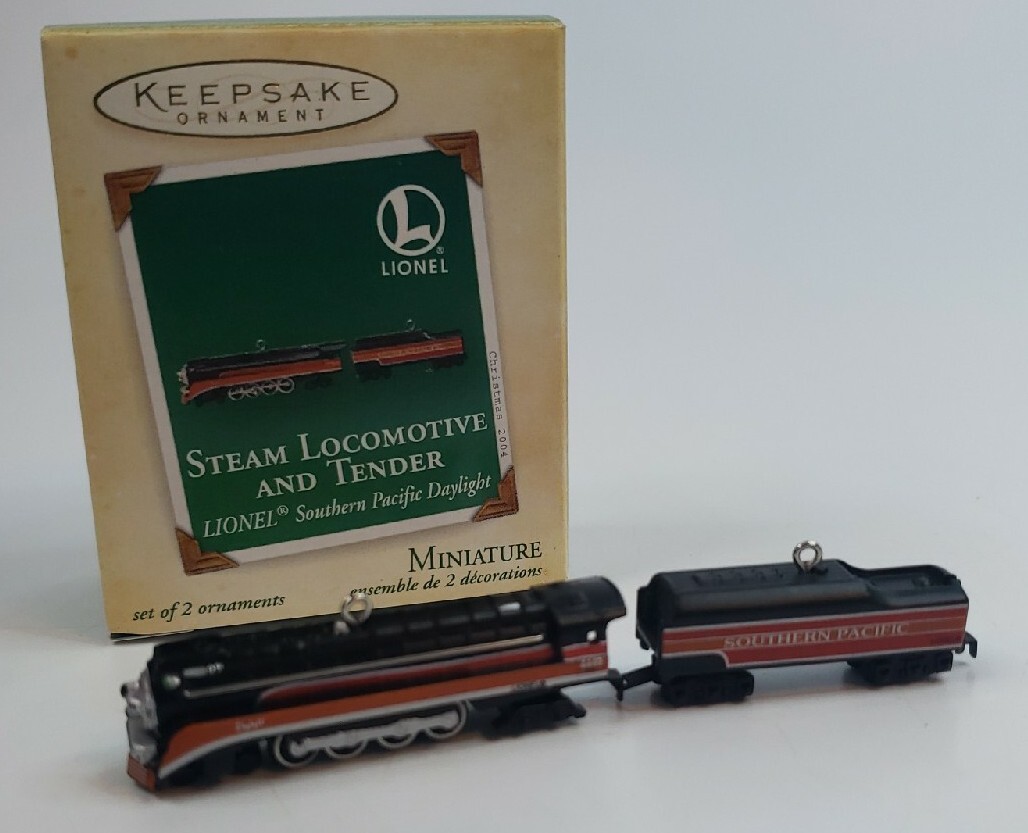 KEEPSAKE
ORNAMENT
L
®
LIONEL
Christmas 2004
STEAM LOCOMOTIVE
AND TENDER
LIONEL® Southern Pacific Daylight
MINIATURE
set of 2 ornaments
ensemble de 2 décorations
SOUTHERN PACIFIC